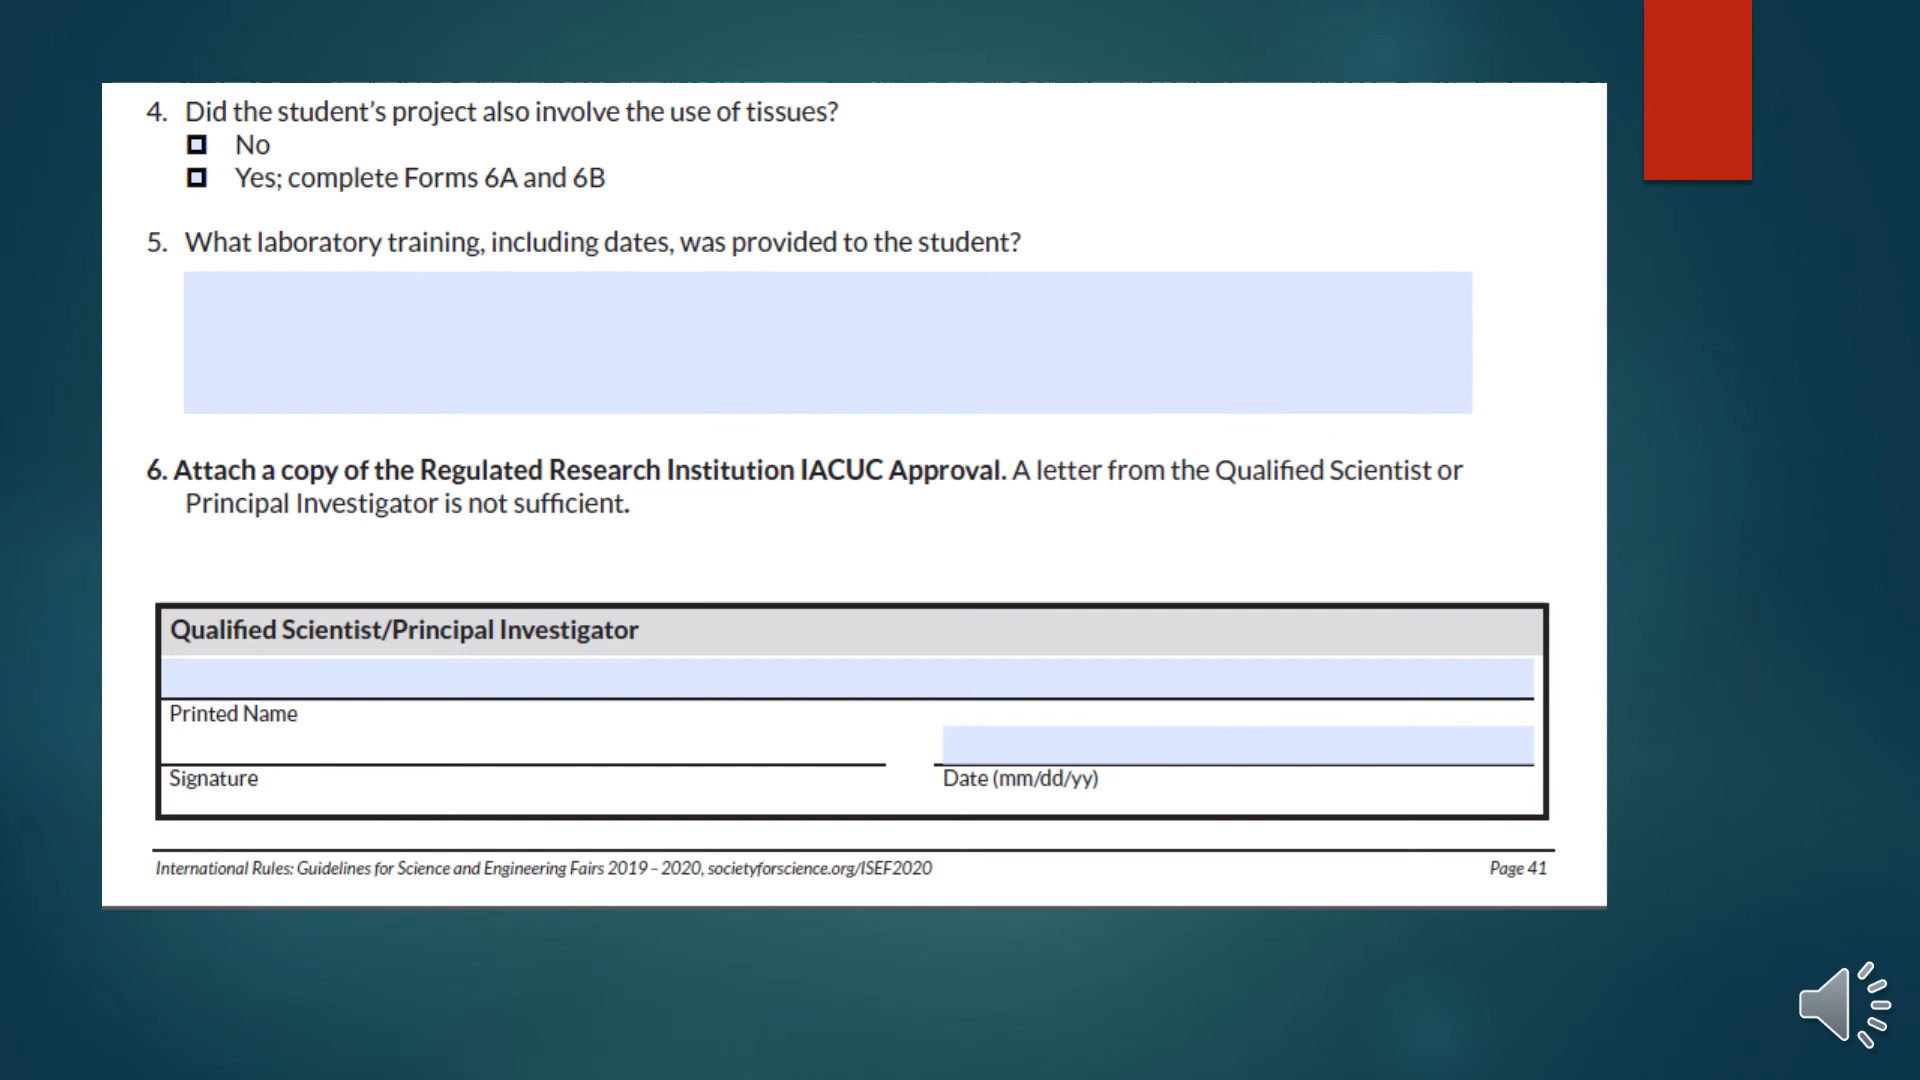 4. Did the student's project also involve the use of tissues?
No
Yes; complete Forms 6A and 6B
5. What laboratory training, including dates, was provided to the student?
6. Attach a copy of the Regulated Research Institution IACUC Approval. A letter from the Qualified Scientist or
Principal Investigator is not sufficient.
Qualified Scientist/Principal Investigator
Printed Name
Signature
Date (mm/dd/yy)
International Rules: Guidelines for Science and Engineering Fairs 2019 – 2020, societyforscience.org/ISEF2020
Page 41